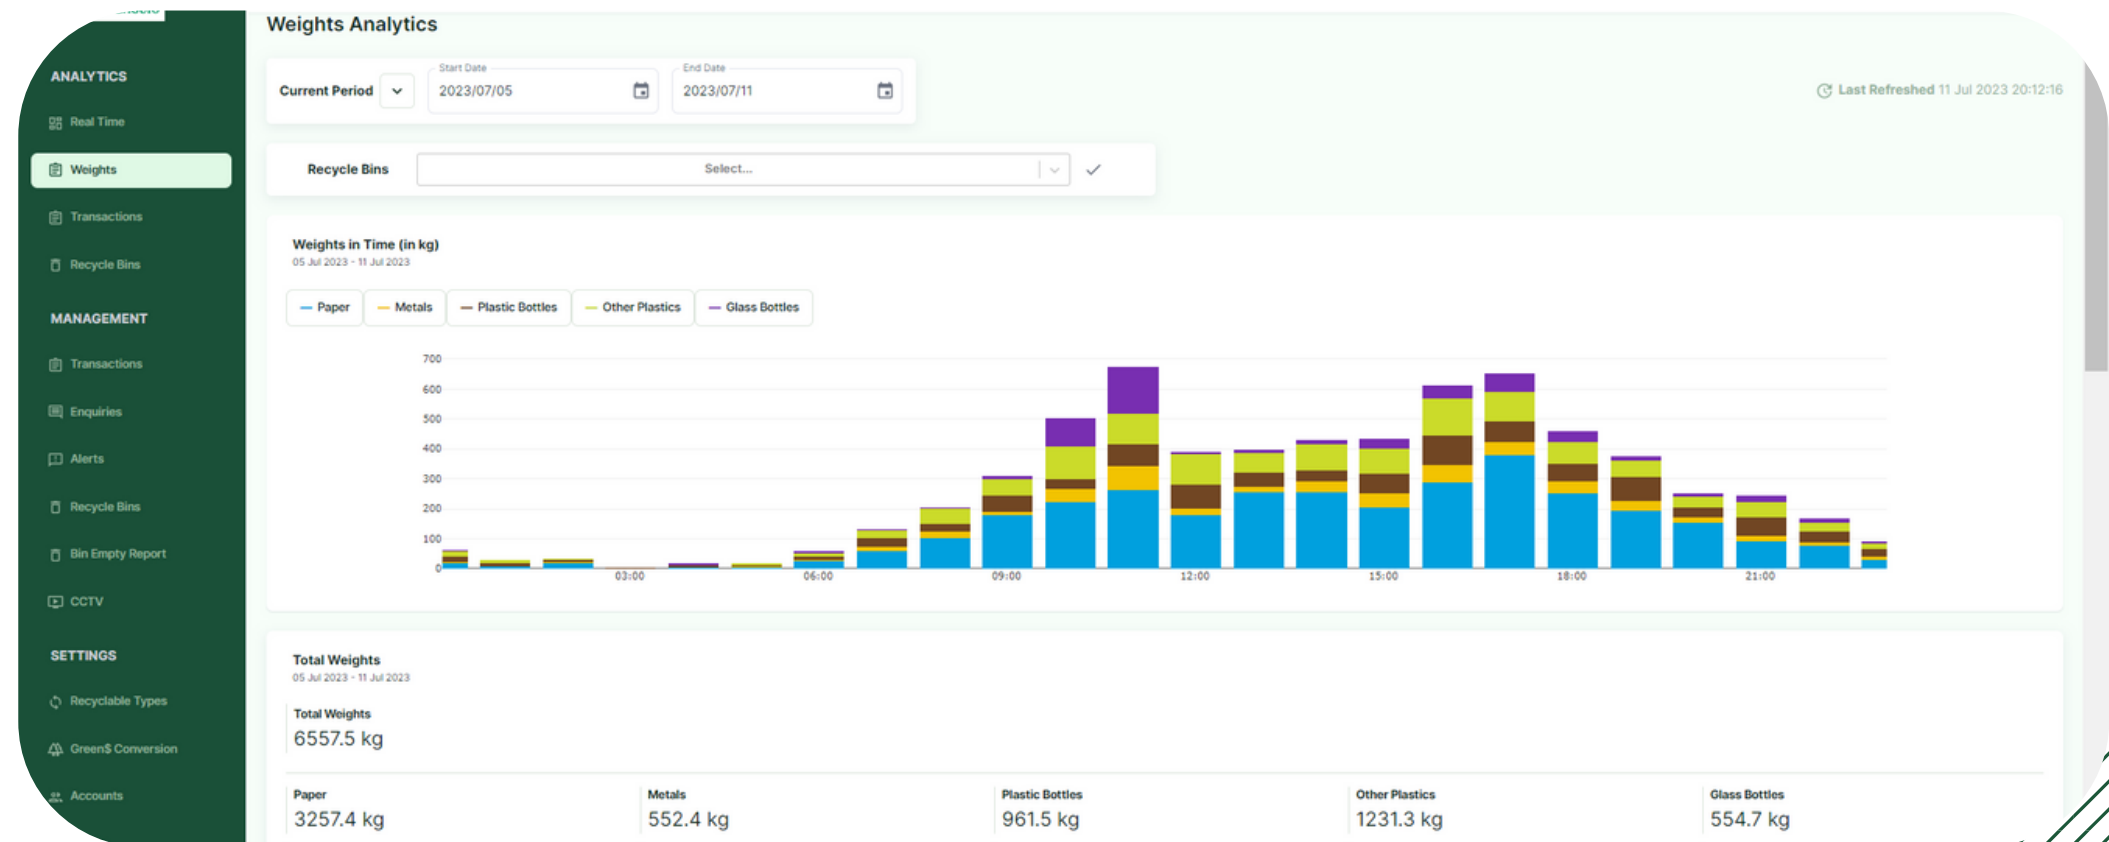 Weights Analytics
ANALYTICS
Real Time
Weights
Transactions
Recycle Bins
MANAGEMENT
Transactions
Enquiries
Alerts
Recycle Bins
Bin Empty Report
CCTV
SETTINGS
Recyclable Types
Green$ Conversion
Accounts
Current Period
Start Date
2023/07/05
End Date
2023/07/11
Last Refreshed 11 Jul 2023 20:12:16
Recycle Bins
Select...
Weights in Time (in kg)
05 Jul 2023 - 11 Jul 2023
Paper Metals Plastic Bottles Other Plastics Glass Bottles
700
600
500
400
300
200
100
0
03:00 06:00 09:00 12:00 15:00 18:00 21:00
Total Weights
05 Jul 2023 - 11 Jul 2023
Total Weights
6557.5 kg
Paper Metals Plastic Bottles Other Plastics Glass Bottles
3257.4 kg 552.4 kg 961.5 kg 1231.3 kg 554.7 kg